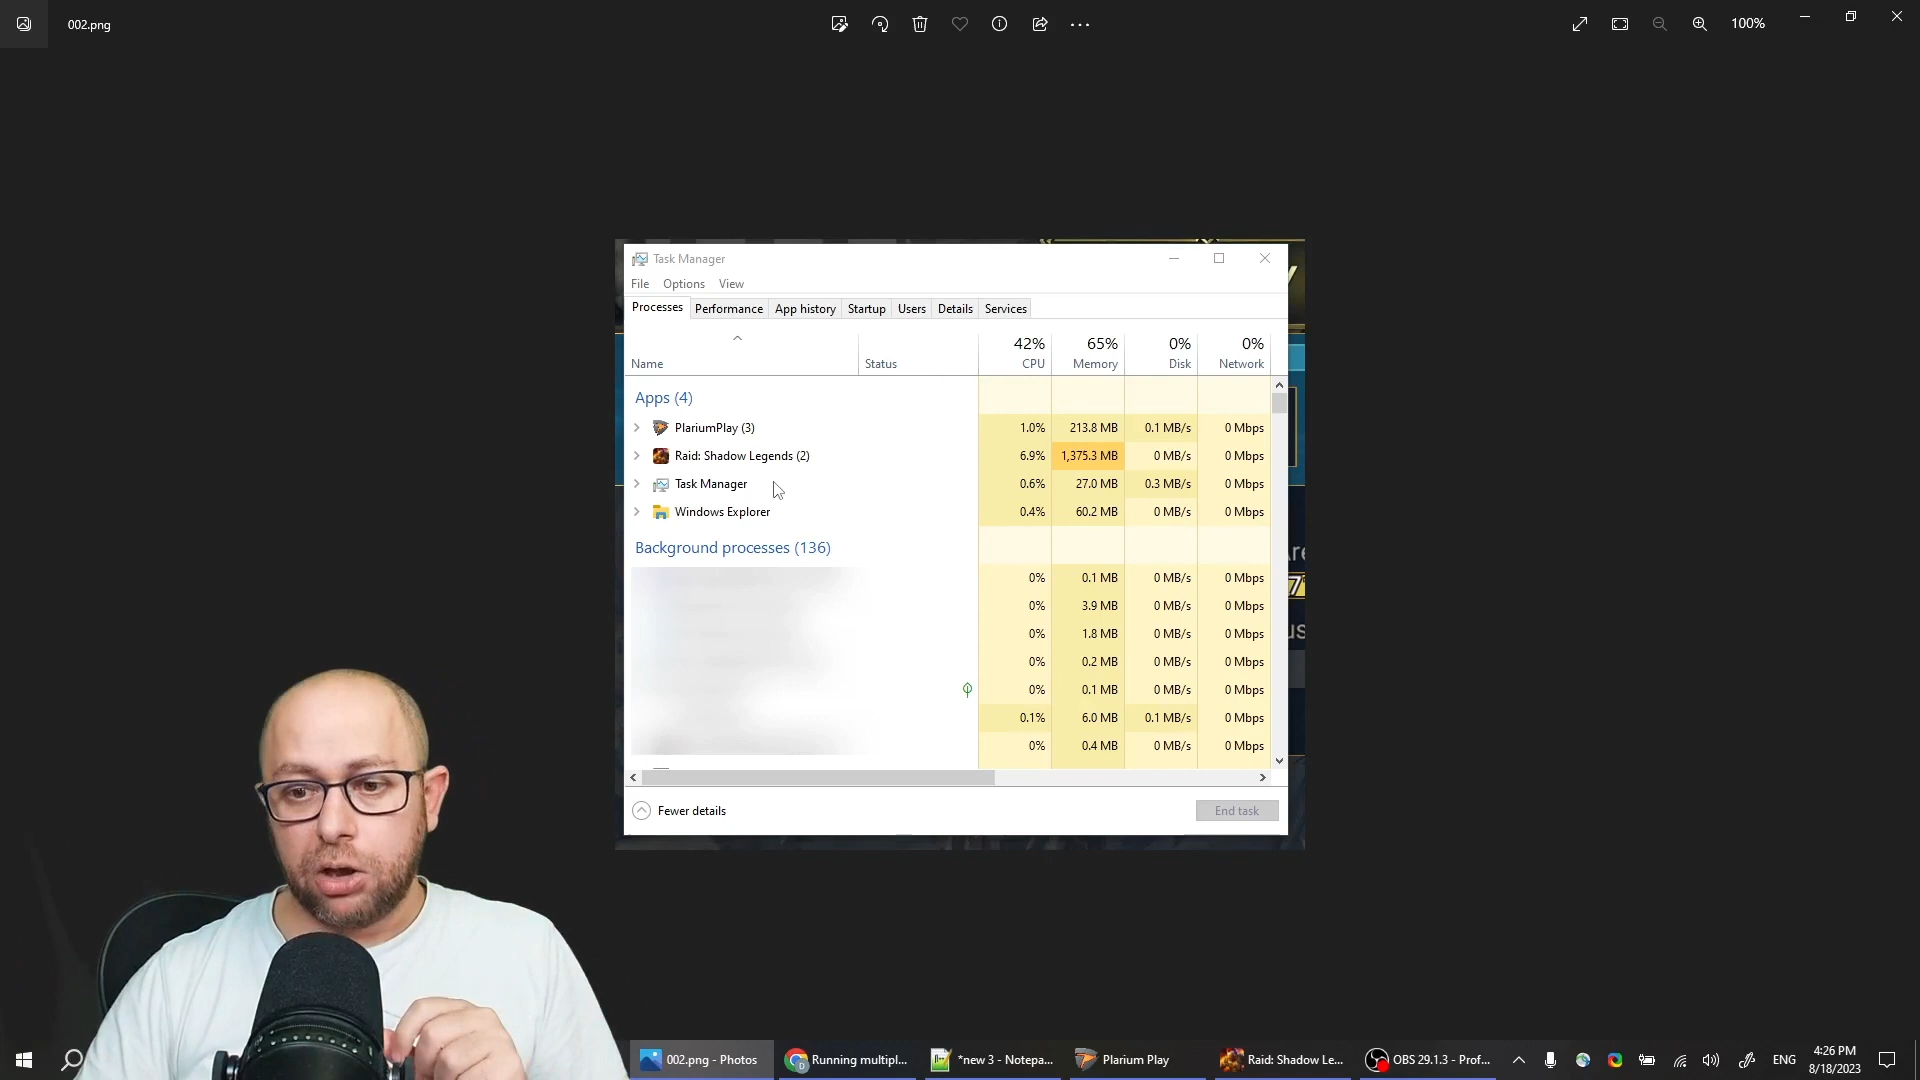 002.png
100%
Task Manager
File Options View
Processes Performance App history Startup Users Details Services
42% 65% 0% 0%
Name Status CPU Memory Disk Network
Apps (4)
PlariumPlay (3) 1.0% 213.8 MB 0.1 MB/s 0 Mbps
Raid: Shadow Legends (2) 6.9% 1,375.3 MB 0 MB/s 0 Mbps
Task Manager 0.6% 27.0 MB 0.3 MB/s 0 Mbps
Windows Explorer 0.4% 60.2 MB 0 MB/s 0 Mbps
Background processes (136)
0% 0.1 MB 0 MB/s 0 Mbps
0% 3.9 MB 0 MB/s 0 Mbps
0% 1.8 MB 0 MB/s 0 Mbps
0% 0.2 MB 0 MB/s 0 Mbps
0% 0.1 MB 0 MB/s 0 Mbps
0.1% 6.0 MB 0.1 MB/s 0 Mbps
0% 0.4 MB 0 MB/s 0 Mbps
Fewer details End task
002.png - Photos Running multipl... *new 3 - Notepa... Plarium Play Raid: Shadow Le... OBS 29.1.3 - Prof... ENG 4:26 PM
8/18/2023